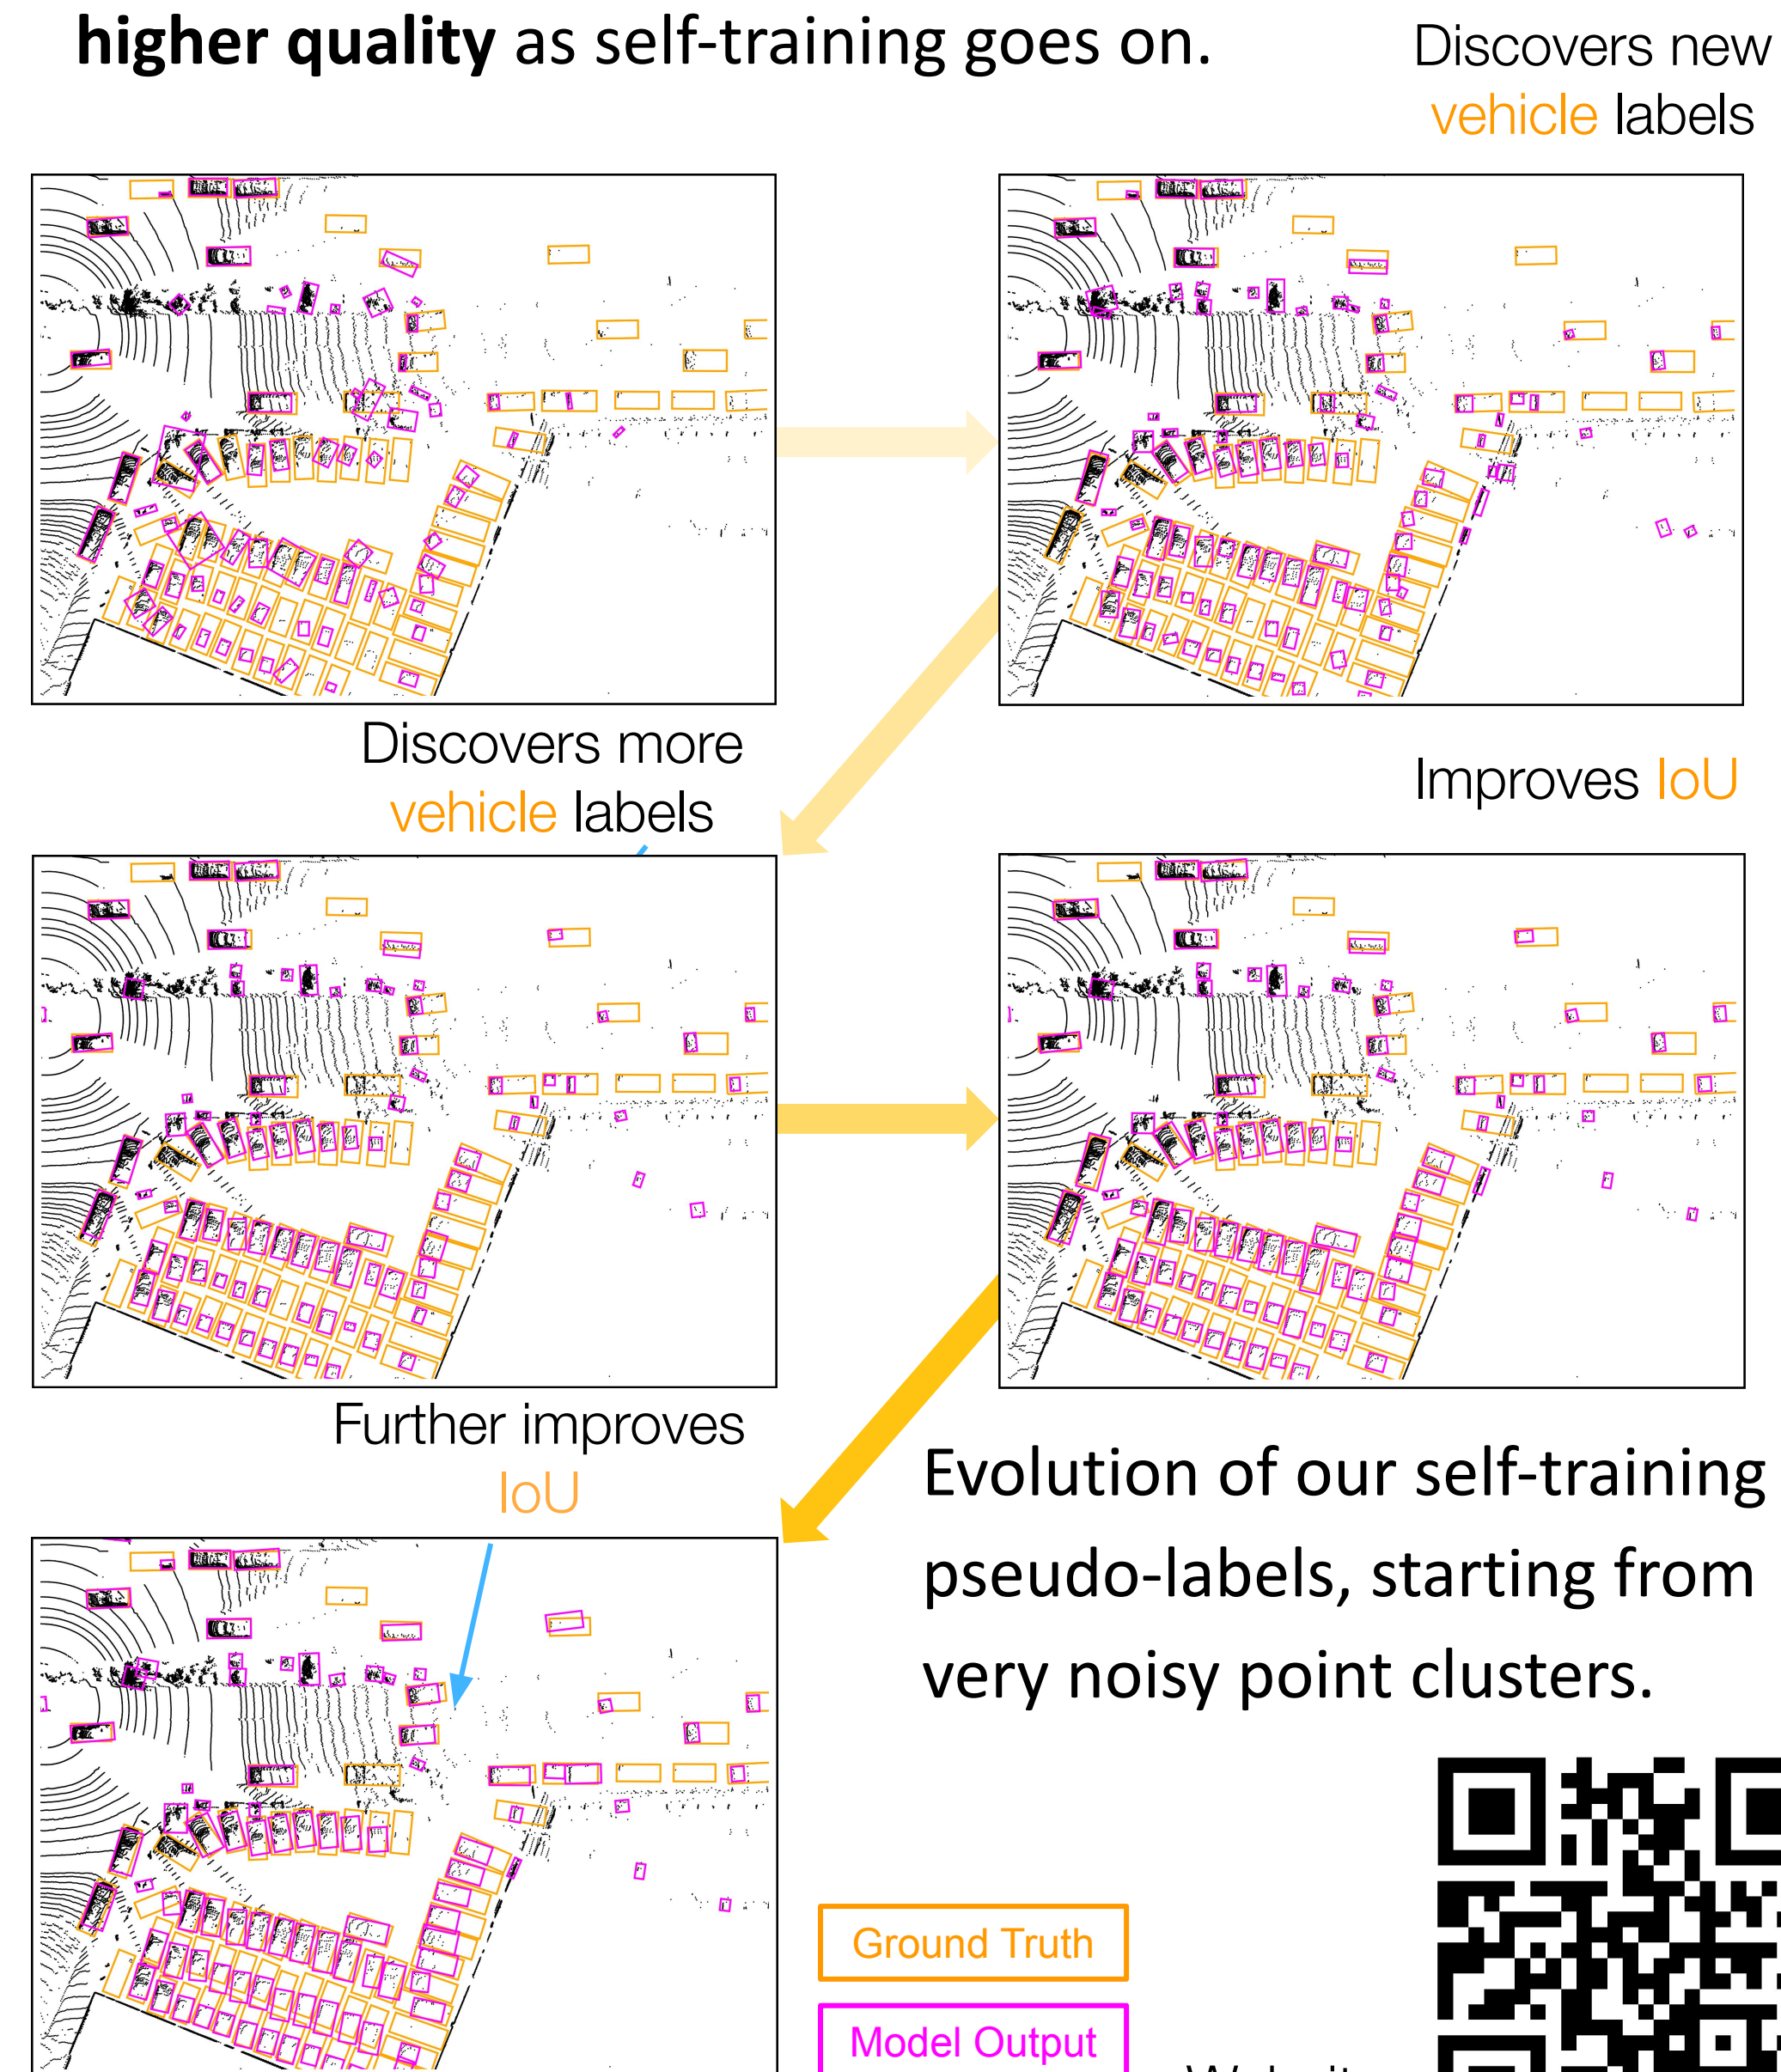 higher quality as self-training goes on.
Discovers new
vehicle labels
Discovers more
vehicle labels
Improves IoU
Further improves
IoU
Evolution of our self-training
pseudo-labels, starting from
very noisy point clusters.
Ground Truth
Model Output